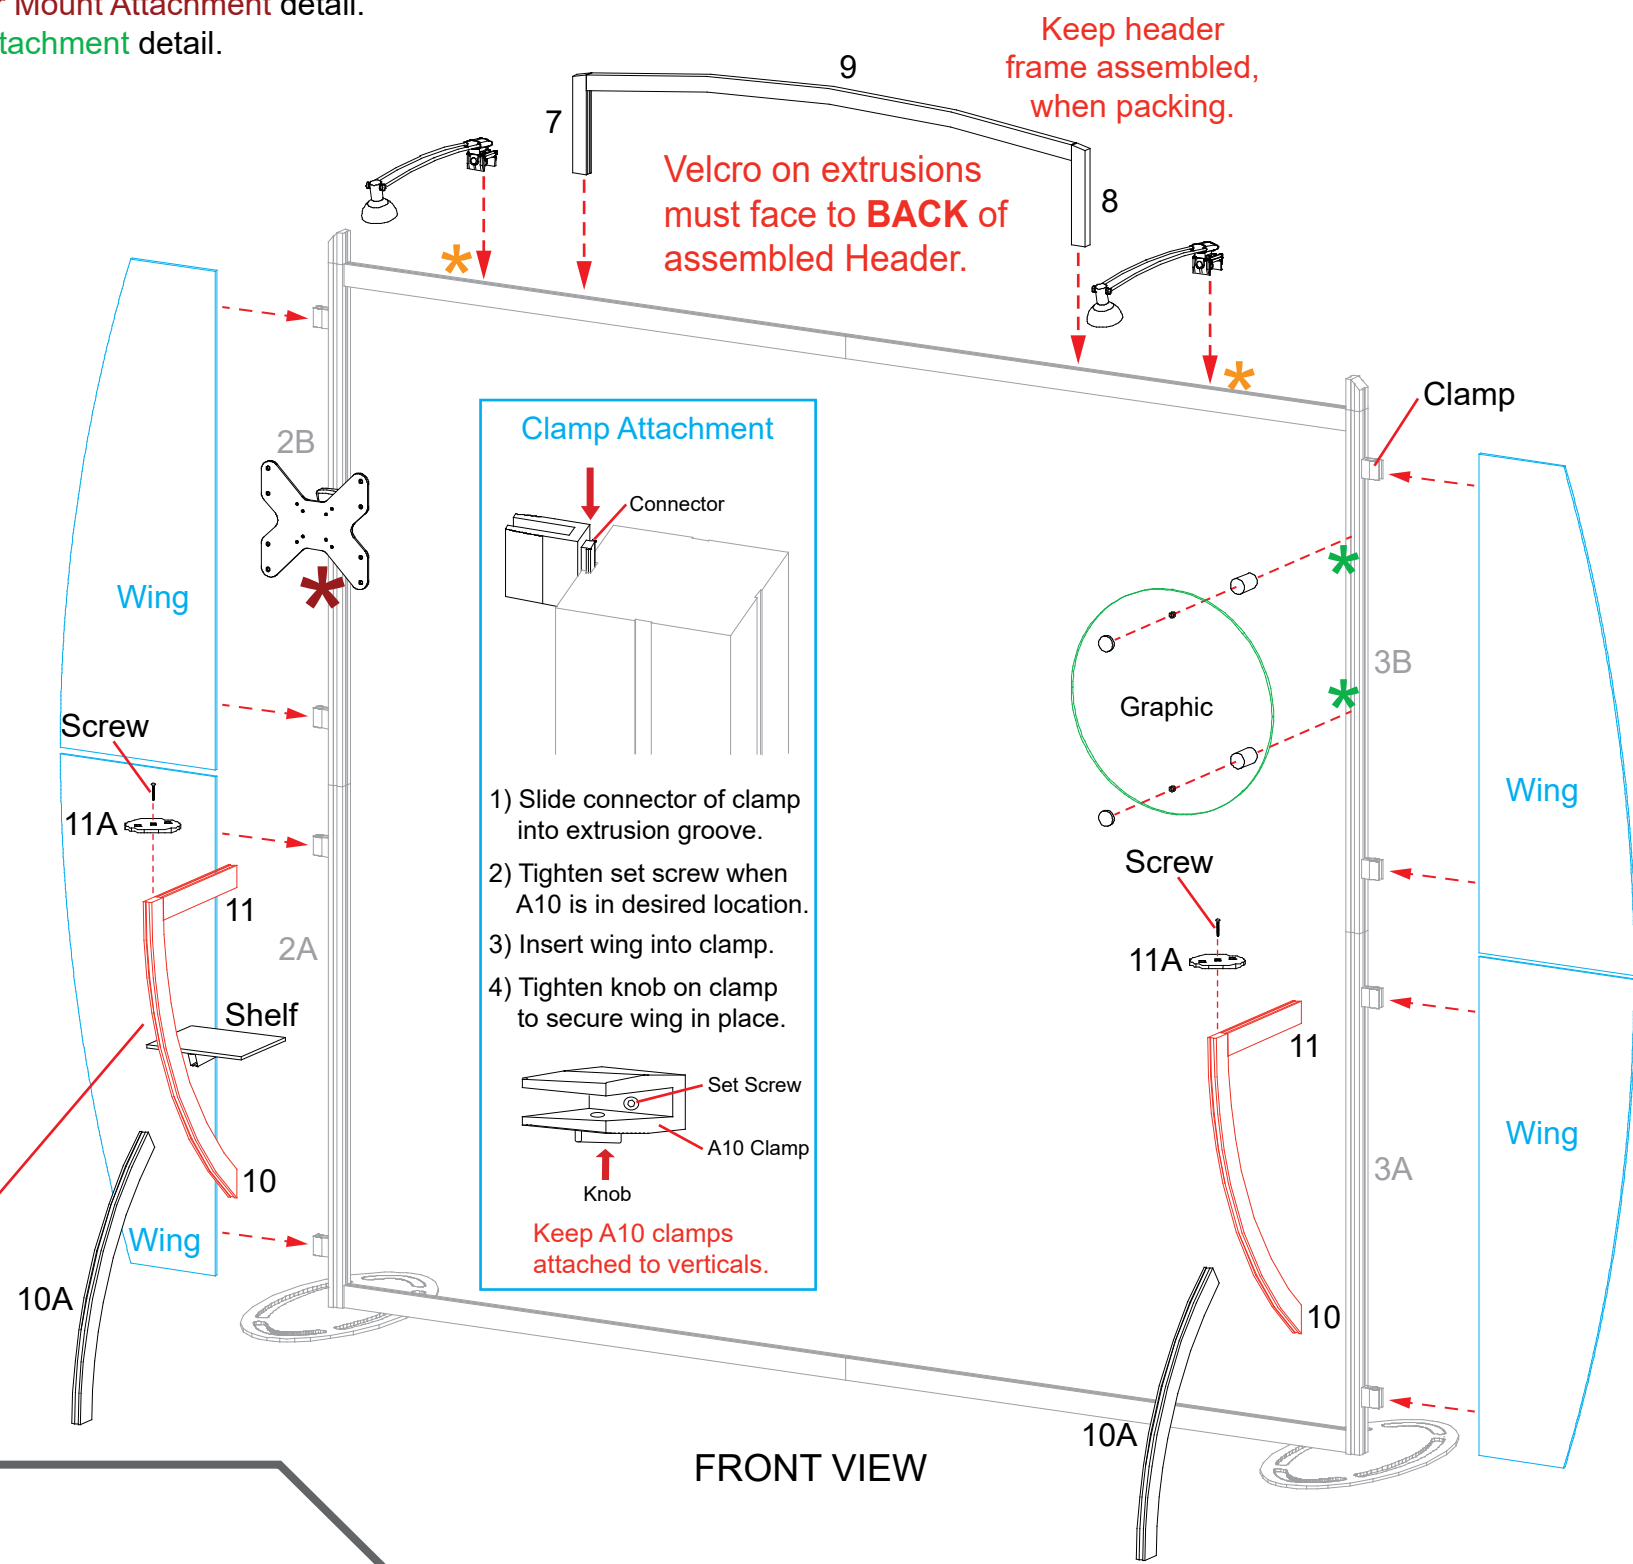 r Mount Attachment detail.
tachment detail.
Keep header
frame assembled,
when packing.
9
7
8
Velcro on extrusions
must face to BACK of
assembled Header.
*
*
Clamp
2B
*
Wing
Clamp Attachment
Connector
1) Slide connector of clamp
into extrusion groove.
2) Tighten set screw when
A10 is in desired location.
3) Insert wing into clamp.
4) Tighten knob on clamp
to secure wing in place.
Set Screw
A10 Clamp
Knob
Keep A10 clamps
attached to verticals.
*
*
Graphic
3B
Wing
Screw
11A
11
2A
Shelf
10
Wing
10A
Screw
11A
11
3A
Wing
10
10A
FRONT VIEW